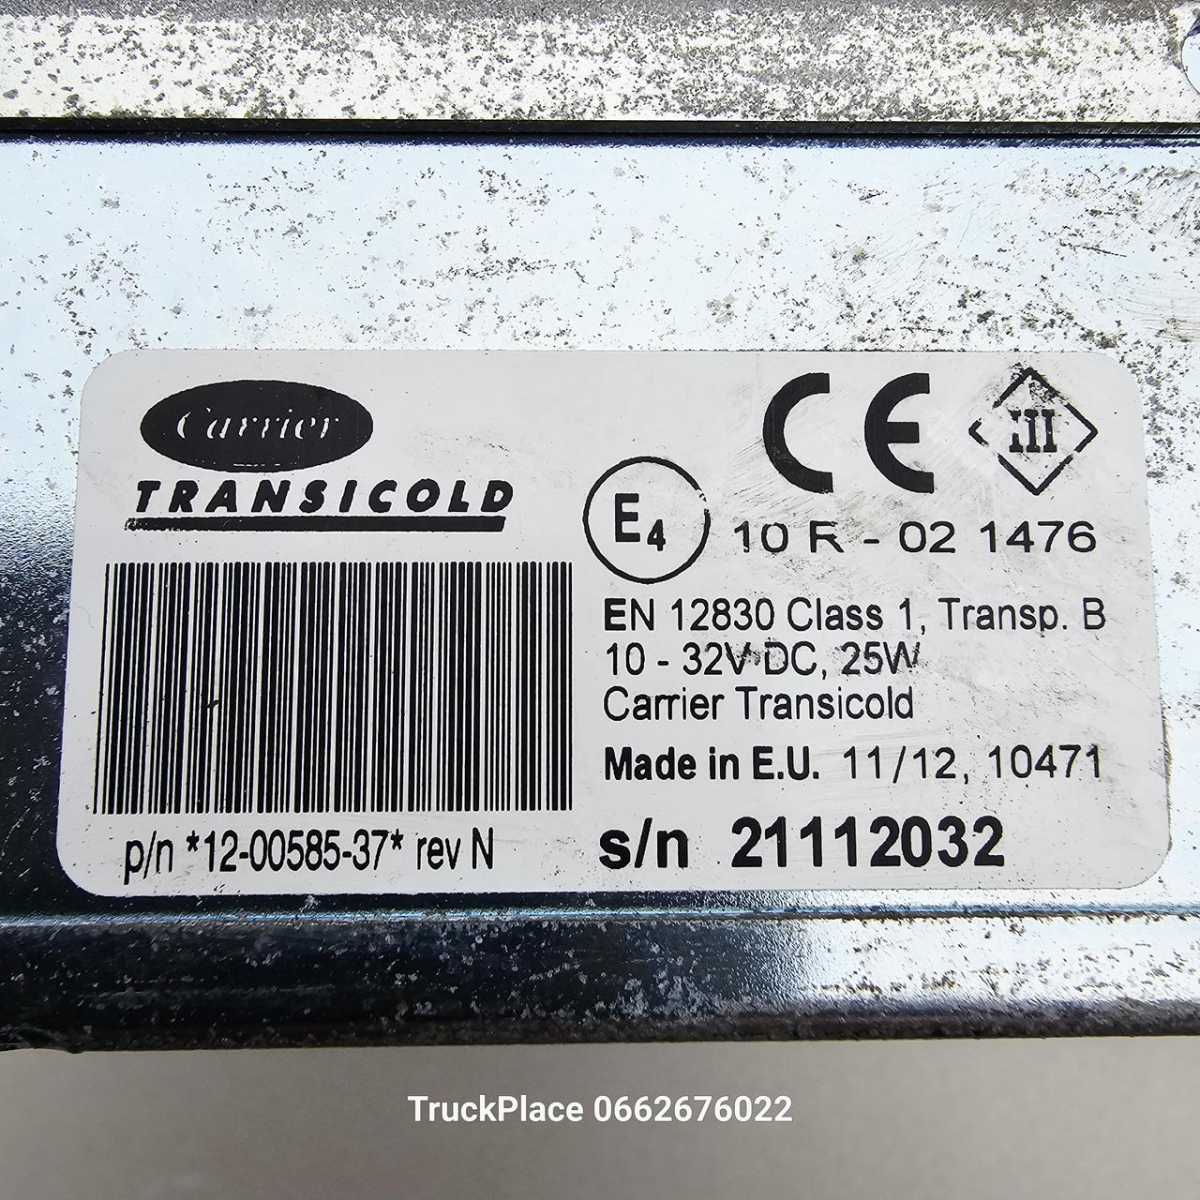 Carrier
TRANSICOLD
CE
III
E4
10 R - 02 1476
EN 12830 Class 1, Transp. B
10 - 32V DC, 25W
Carrier Transicold
Made in E.U. 11/12, 10471
p/n *12-00585-37* rev N
s/n 21112032
TruckPlace 0662676022